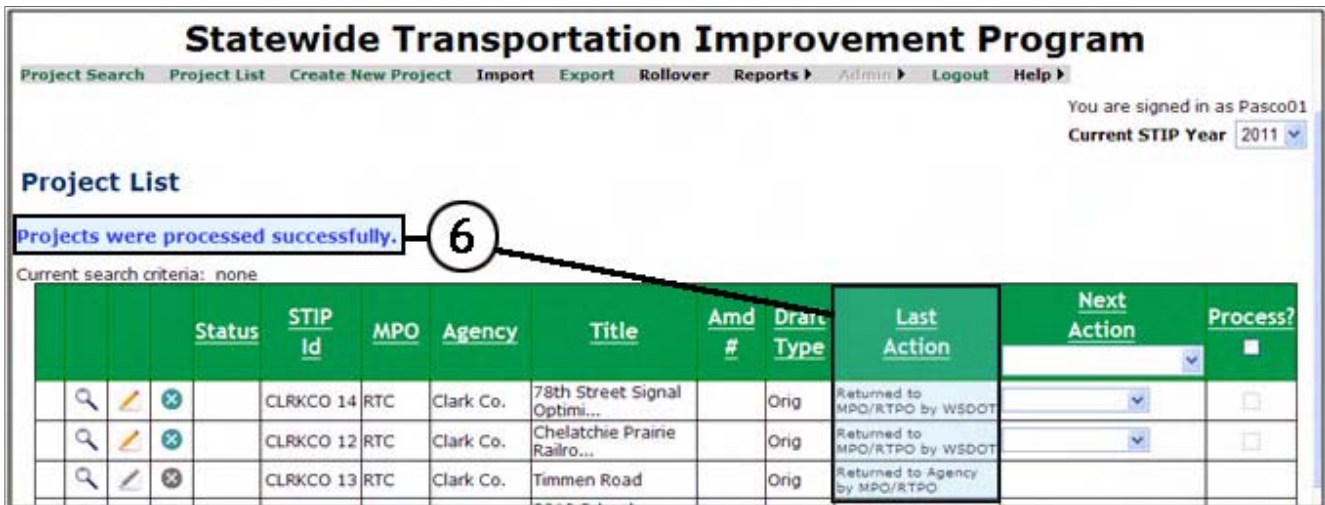 Statewide Transportation Improvement Program
Project Search Project List Create New Project Import Export Rollover Reports Admin Logout Help
You are signed in as Pasco01
Current STIP Year 2011
Project List
Projects were processed successfully. 6
Current search criteria: none
Status STIP Id MPO Agency Title Amd # Draft Type Last Action Next Action Process?
CLRKCO 14 RTC Clark Co. 78th Street Signal Optimi... Orig Returned to MPO/RTPO by WSDOT
CLRKCO 12 RTC Clark Co. Chelatchie Prairie Railro... Orig Returned to MPO/RTPO by WSDOT
CLRKCO 13 RTC Clark Co. Timmen Road Orig Returned to Agency by MPO/RTPO